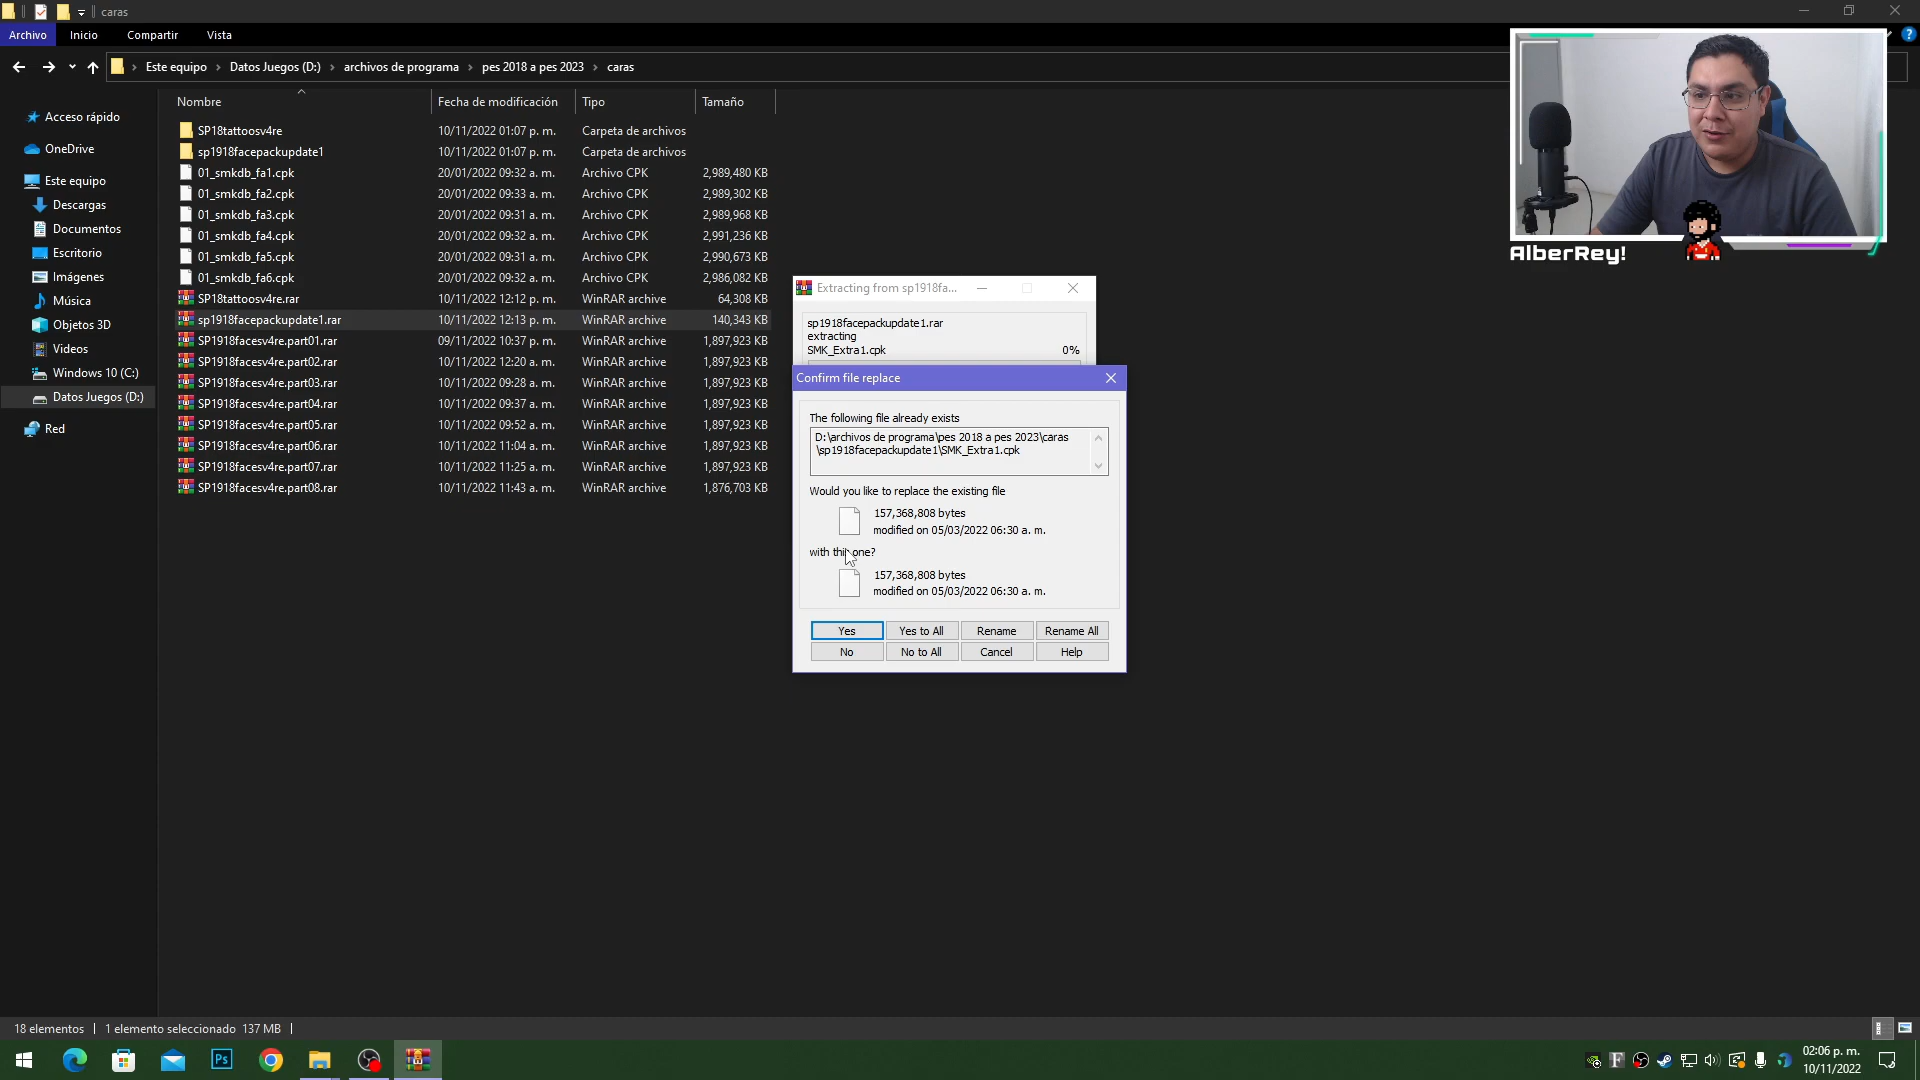 caras
Archivo
Inicio
Compartir
Vista
?
Este equipo
Datos Juegos (D:)
archivos de programa
pes 2018 a pes 2023
caras
Nombre
Fecha de modificación
Tipo
Tamaño
Acceso rápido
OneDrive
Este equipo
Descargas
Documentos
Escritorio
Imágenes
Música
Objetos 3D
Videos
Windows 10 (C:)
Datos Juegos (D:)
Red
SP18tattoosv4re 10/11/2022 01:07 p. m. Carpeta de archivos
sp1918facepackupdate1 10/11/2022 01:07 p. m. Carpeta de archivos
01_smkdb_fa1.cpk 20/01/2022 09:32 a. m. Archivo CPK 2,989,480 KB
01_smkdb_fa2.cpk 20/01/2022 09:33 a. m. Archivo CPK 2,989,302 KB
01_smkdb_fa3.cpk 20/01/2022 09:31 a. m. Archivo CPK 2,989,968 KB
01_smkdb_fa4.cpk 20/01/2022 09:32 a. m. Archivo CPK 2,991,236 KB
01_smkdb_fa5.cpk 20/01/2022 09:31 a. m. Archivo CPK 2,990,673 KB
01_smkdb_fa6.cpk 20/01/2022 09:32 a. m. Archivo CPK 2,986,082 KB
SP18tattoosv4re.rar 10/11/2022 12:12 p. m. WinRAR archive 64,308 KB
sp1918facepackupdate1.rar 10/11/2022 12:13 p. m. WinRAR archive 140,343 KB
SP1918facesv4re.part01.rar 09/11/2022 10:37 p. m. WinRAR archive 1,897,923 KB
SP1918facesv4re.part02.rar 10/11/2022 12:20 a. m. WinRAR archive 1,897,923 KB
SP1918facesv4re.part03.rar 10/11/2022 09:28 a. m. WinRAR archive 1,897,923 KB
SP1918facesv4re.part04.rar 10/11/2022 09:37 a. m. WinRAR archive 1,897,923 KB
SP1918facesv4re.part05.rar 10/11/2022 09:52 a. m. WinRAR archive 1,897,923 KB
SP1918facesv4re.part06.rar 10/11/2022 11:04 a. m. WinRAR archive 1,897,923 KB
SP1918facesv4re.part07.rar 10/11/2022 11:25 a. m. WinRAR archive 1,897,923 KB
SP1918facesv4re.part08.rar 10/11/2022 11:43 a. m. WinRAR archive 1,876,703 KB
AlberRey!
Extracting from sp1918fa...
sp1918facepackupdate1.rar
extracting
SMK_Extra1.cpk 0%
Confirm file replace
The following file already exists
D:\archivos de programa\pes 2018 a pes 2023\caras
\sp1918facepackupdate1\SMK_Extra1.cpk
Would you like to replace the existing file
157,368,808 bytes
modified on 05/03/2022 06:30 a. m.
with this one?
157,368,808 bytes
modified on 05/03/2022 06:30 a. m.
Yes
Yes to All
Rename
Rename All
No
No to All
Cancel
Help
18 elementos
1 elemento seleccionado 137 MB
Ps
02:06 p. m.
10/11/2022